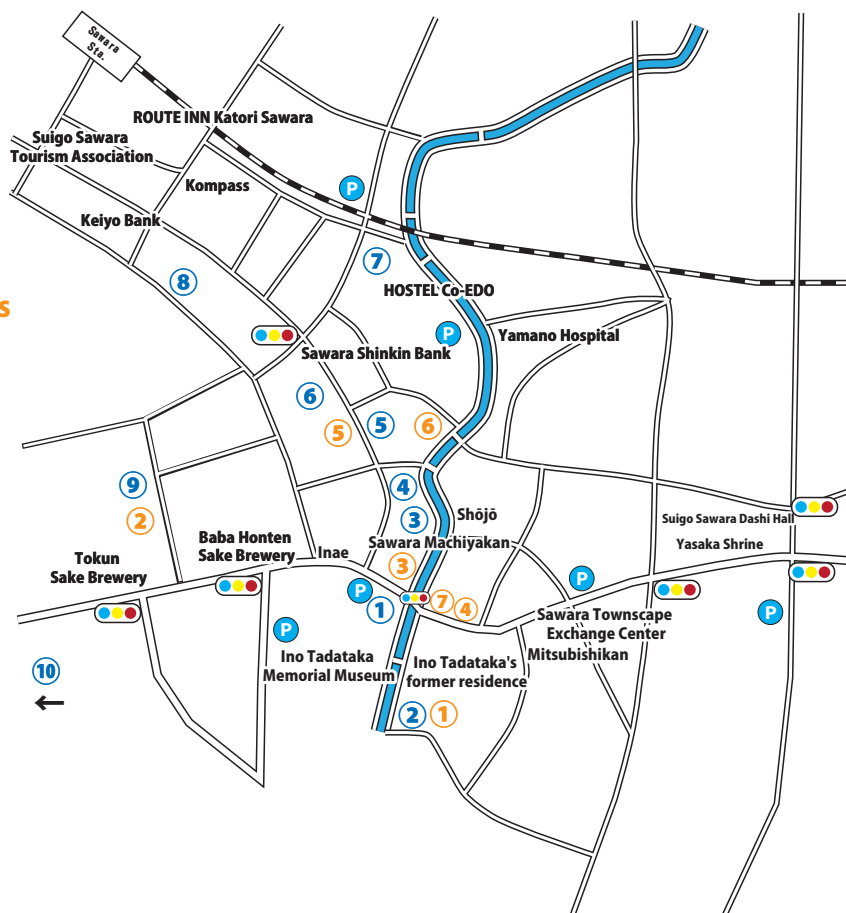 Sawara
Sta.
ROUTE INN Katori Sawara
Suigo Sawara
Tourism Association
Kompass
P
Keiyo Bank
7
8
HOSTEL Co-EDO
S
P
Yamano Hospital
Sawara Shinkin Bank
6
5
5
6
9
4
2
3
Shōjō
Suigo Sawara Dashi Hall
Baba Honten
Sake Brewery
Inae
Sawara Machiyakan
Yasaka Shrine
Tokun
Sake Brewery
3
P
P
1
7
4
P
Sawara Townscape
Exchange Center
P
Ino Tadataka
Memorial Museum
Ino Tadataka's
former residence
Mitsubishikan
10
2
1